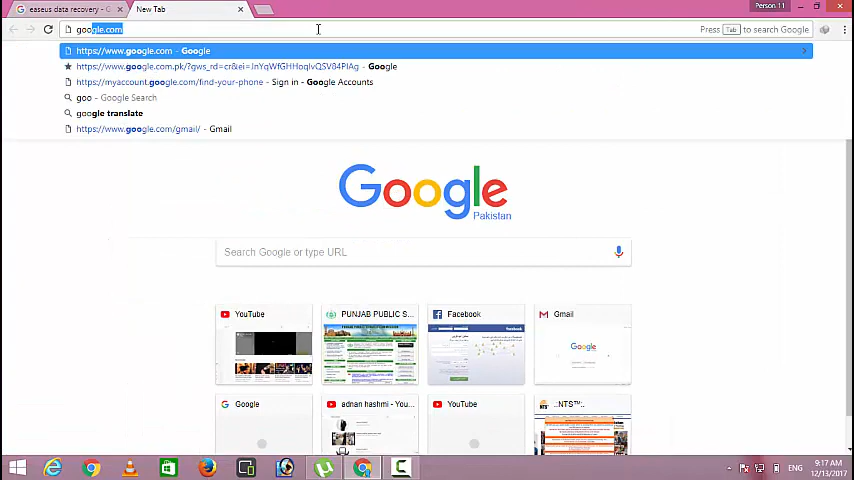 easeus data recovery - G
New Tab
Person 11
google.com
Press Tab to search Google
https://www.google.com - Google
https://www.google.com.pk/?gws_rd=cr&ei=JnYqWfGHHoqIvQSV84PIAg - Google
https://myaccount.google.com/find-your-phone - Sign in - Google Accounts
goo - Google Search
google translate
https://www.google.com/gmail/ - Gmail
Google
Pakistan
Search Google or type URL
YouTube
PUNJAB PUBLIC S...
Facebook
Gmail
Google
adnan hashmi - You...
YouTube
.:NTS™:.
ENG
9:17 AM
12/13/2017